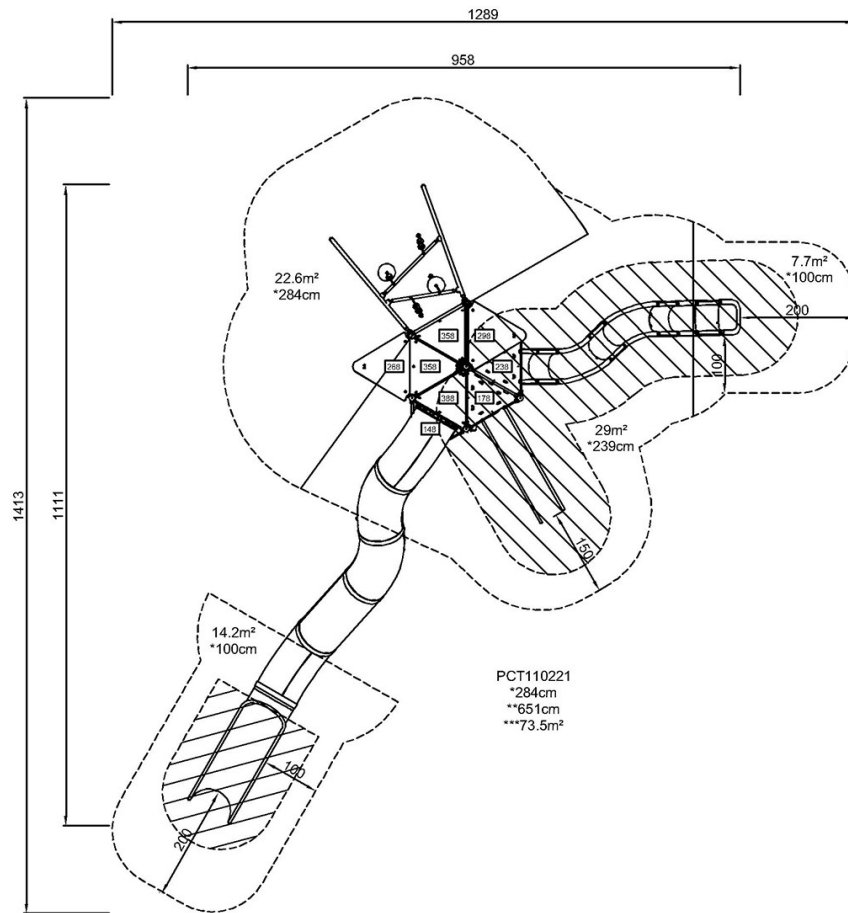 1289
958
22.6m²
*284cm
7.7m²
*100cm
200
358
298
268
358
238
388
178
148
100
29m²
*239cm
1413
1111
150
14.2m²
*100cm
PCT110221
*284cm
**651cm
***73.5m²
100
200